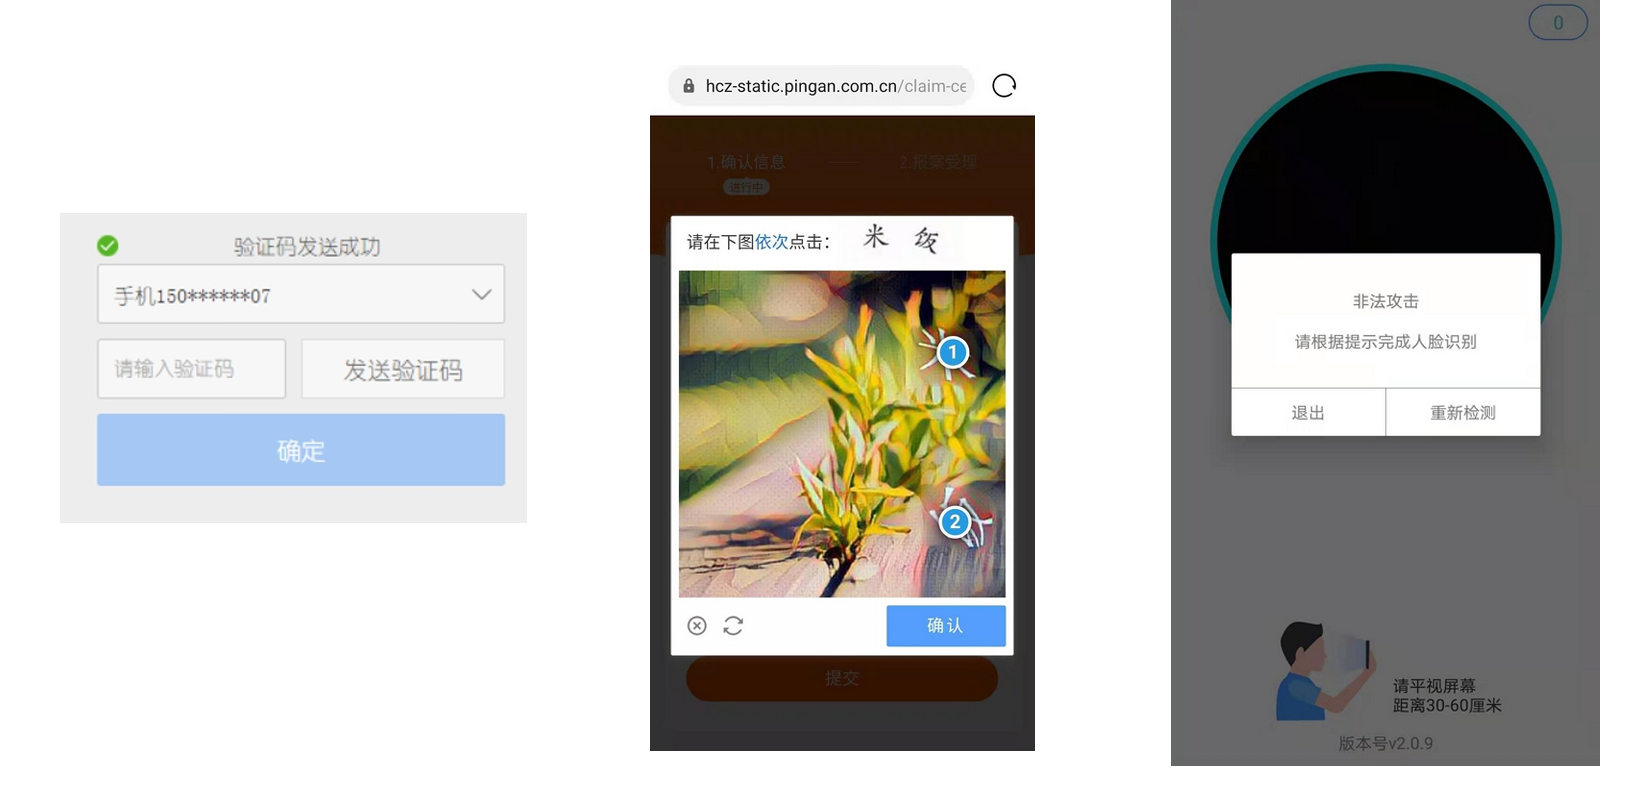 验证码发送成功
手机150******07
请输入验证码
发送验证码
确定
hcz-static.pingan.com.cn/claim-ce
1.确认信息
2.报案受理
进行中
请在下图依次点击：
米 饭
1
2
确认
提交
0
非法攻击
请根据提示完成人脸识别
退出
重新检测
请平视屏幕
距离30-60厘米
版本号v2.0.9